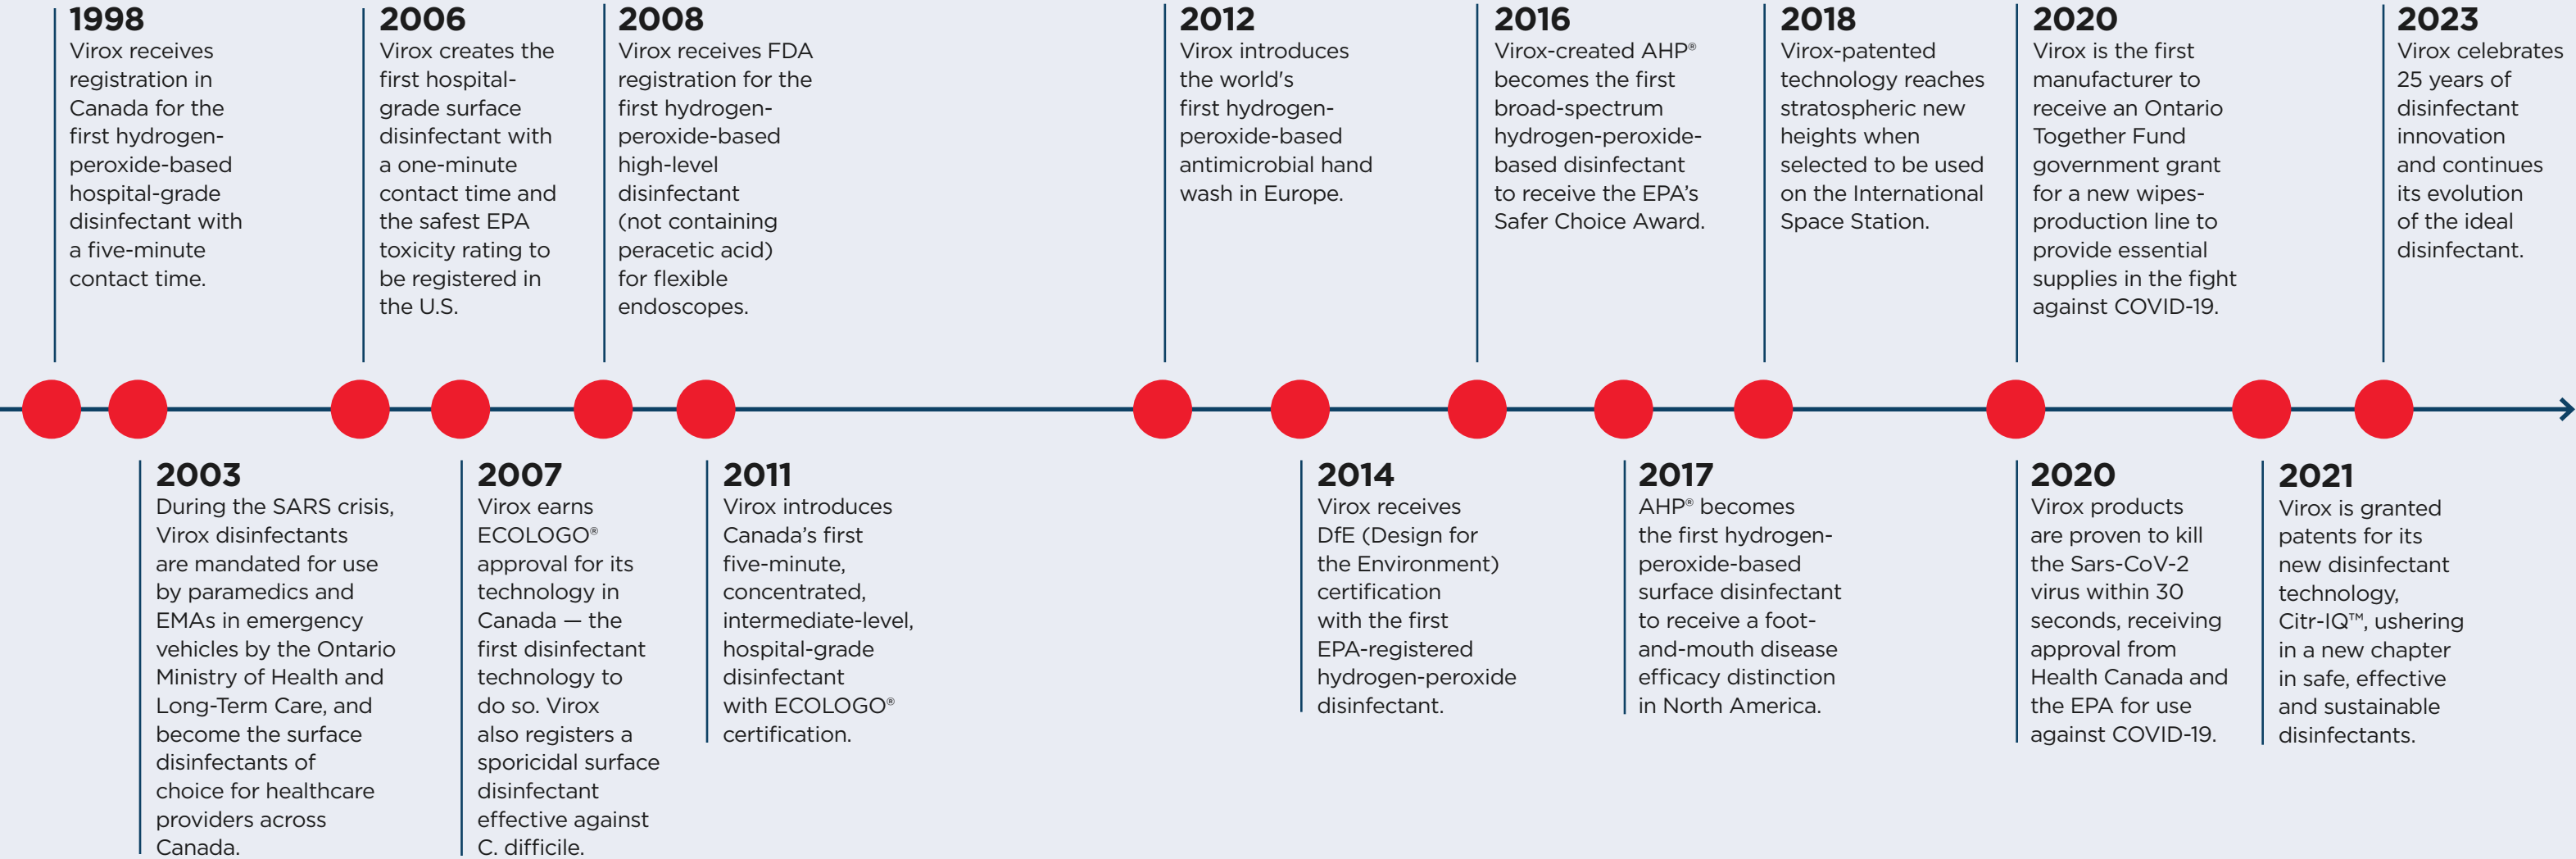 1998
Virox receives
registration in
Canada for the
first hydrogen-
peroxide-based
hospital-grade
disinfectant with
a five-minute
contact time.
2006
Virox creates the
first hospital-
grade surface
disinfectant with
a one-minute
contact time and
the safest EPA
toxicity rating to
be registered in
the U.S.
2008
Virox receives FDA
registration for the
first hydrogen-
peroxide-based
high-level
disinfectant
(not containing
peracetic acid)
for flexible
endoscopes.
2012
Virox introduces
the world's
first hydrogen-
peroxide-based
antimicrobial hand
wash in Europe.
2016
Virox-created AHP®
becomes the first
broad-spectrum
hydrogen-peroxide-
based disinfectant
to receive the EPA’s
Safer Choice Award.
2018
Virox-patented
technology reaches
stratospheric new
heights when
selected to be used
on the International
Space Station.
2020
Virox is the first
manufacturer to
receive an Ontario
Together Fund
government grant
for a new wipes-
production line to
provide essential
supplies in the fight
against COVID-19.
2023
Virox celebrates
25 years of
disinfectant
innovation
and continues
its evolution
of the ideal
disinfectant.
2003
During the SARS crisis,
Virox disinfectants
are mandated for use
by paramedics and
EMAs in emergency
vehicles by the Ontario
Ministry of Health and
Long-Term Care, and
become the surface
disinfectants of
choice for healthcare
providers across
Canada.
2007
Virox earns
ECOLOGO®
approval for its
technology in
Canada — the
first disinfectant
technology to
do so. Virox
also registers a
sporicidal surface
disinfectant
effective against
C. difficile.
2011
Virox introduces
Canada’s first
five-minute,
concentrated,
intermediate-level,
hospital-grade
disinfectant
with ECOLOGO®
certification.
2014
Virox receives
DfE (Design for
the Environment)
certification
with the first
EPA-registered
hydrogen-peroxide
disinfectant.
2017
AHP® becomes
the first hydrogen-
peroxide-based
surface disinfectant
to receive a foot-
and-mouth disease
efficacy distinction
in North America.
2020
Virox products
are proven to kill
the Sars-CoV-2
virus within 30
seconds, receiving
approval from
Health Canada and
the EPA for use
against COVID-19.
2021
Virox is granted
patents for its
new disinfectant
technology,
Citr-IQ™, ushering
in a new chapter
in safe, effective
and sustainable
disinfectants.